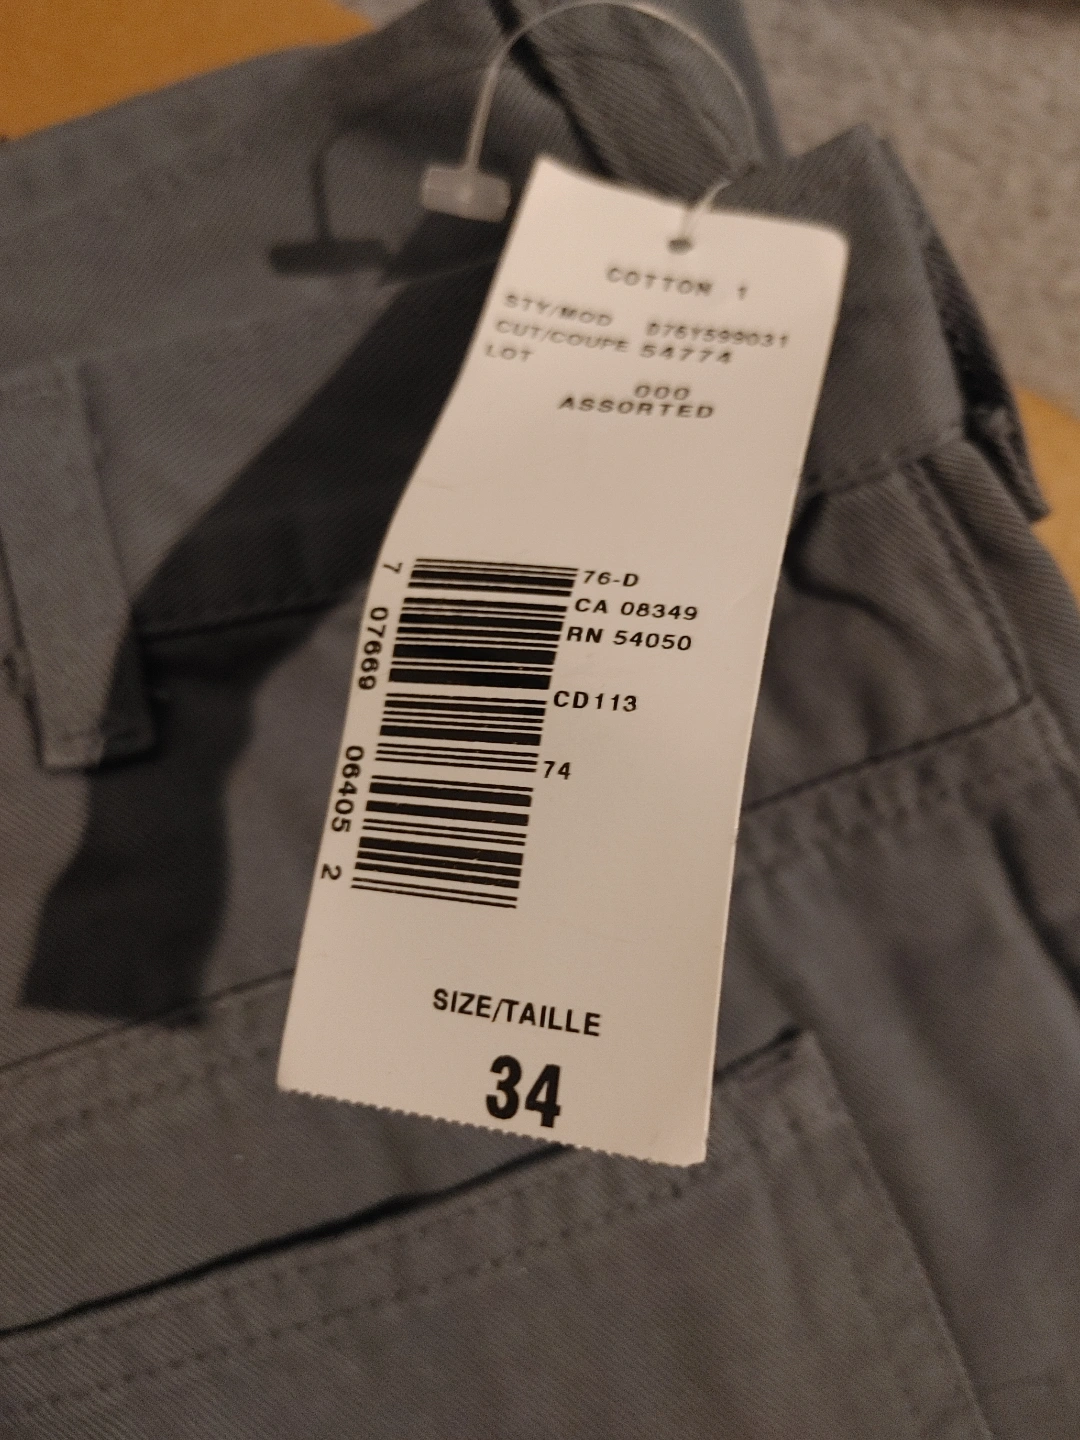 COTTON 1
STY/MOD D76Y599031
CUT/COUPE 54774
LOT
000
ASSORTED
7 07669 06405 2
76-D
CA 08349
RN 54050
CD113
74
SIZE/TAILLE
34